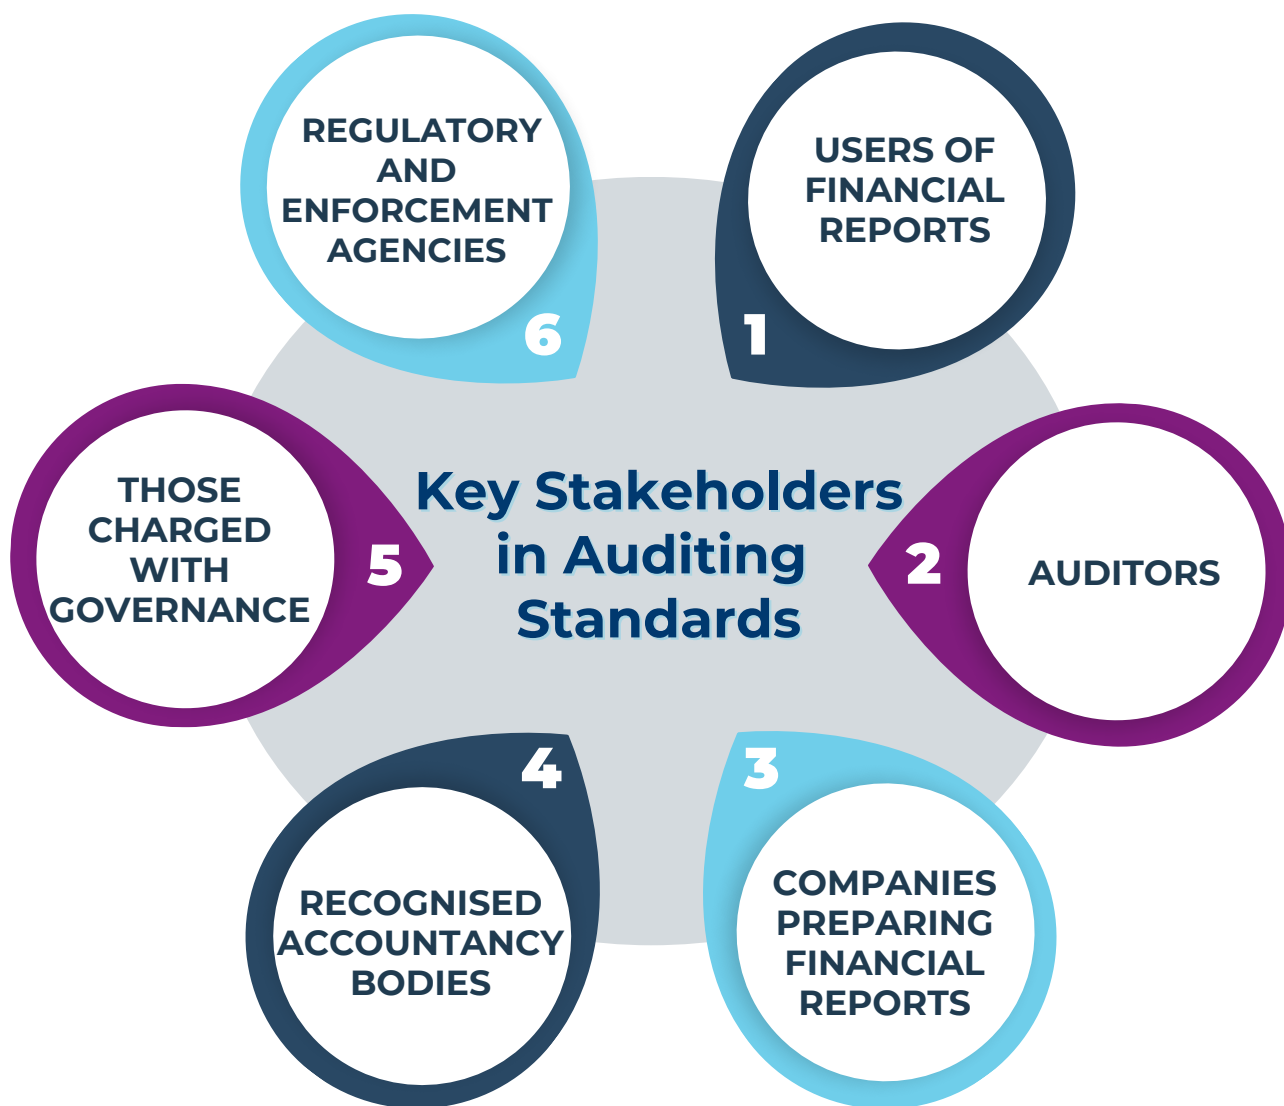 Key Stakeholders
in Auditing
Standards
1
USERS OF
FINANCIAL
REPORTS
2
AUDITORS
3
COMPANIES
PREPARING
FINANCIAL
REPORTS
4
RECOGNISED
ACCOUNTANCY
BODIES
5
THOSE
CHARGED
WITH
GOVERNANCE
6
REGULATORY
AND
ENFORCEMENT
AGENCIES